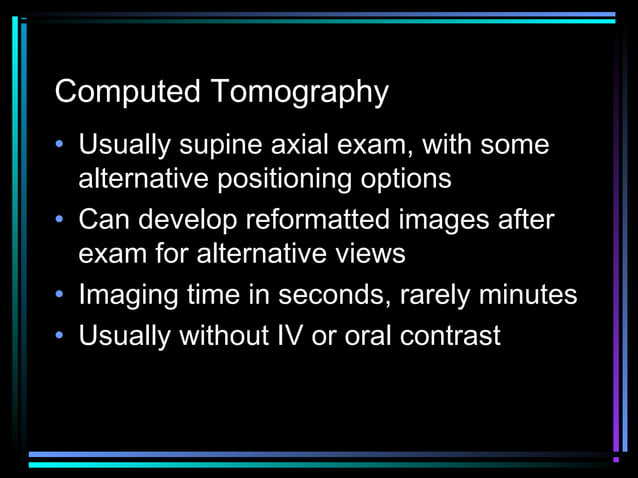 Computed Tomography
• Usually supine axial exam, with some
alternative positioning options
• Can develop reformatted images after
exam for alternative views
• Imaging time in seconds, rarely minutes
• Usually without IV or oral contrast